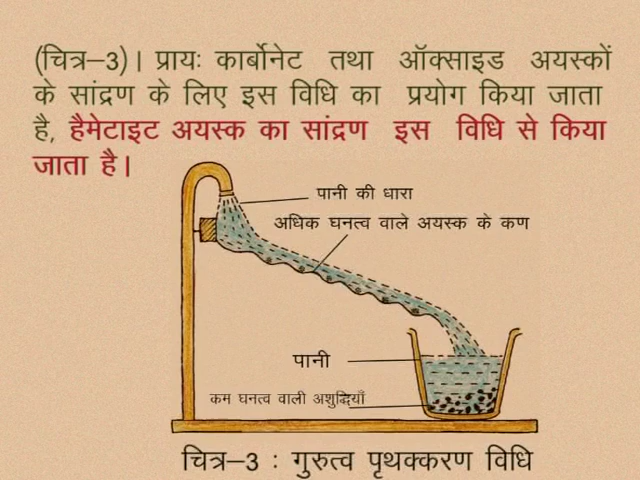 (चित्र–3)। प्रायः कार्बोनेट तथा ऑक्साइड अयस्कों
के सांद्रण के लिए इस विधि का प्रयोग किया जाता
है, हैमेटाइट अयस्क का सांद्रण इस विधि से किया
जाता है।
पानी की धारा
अधिक घनत्व वाले अयस्क के कण
पानी
कम घनत्व वाली अशुद्धियाँ
चित्र–3 : गुरुत्व पृथक्करण विधि